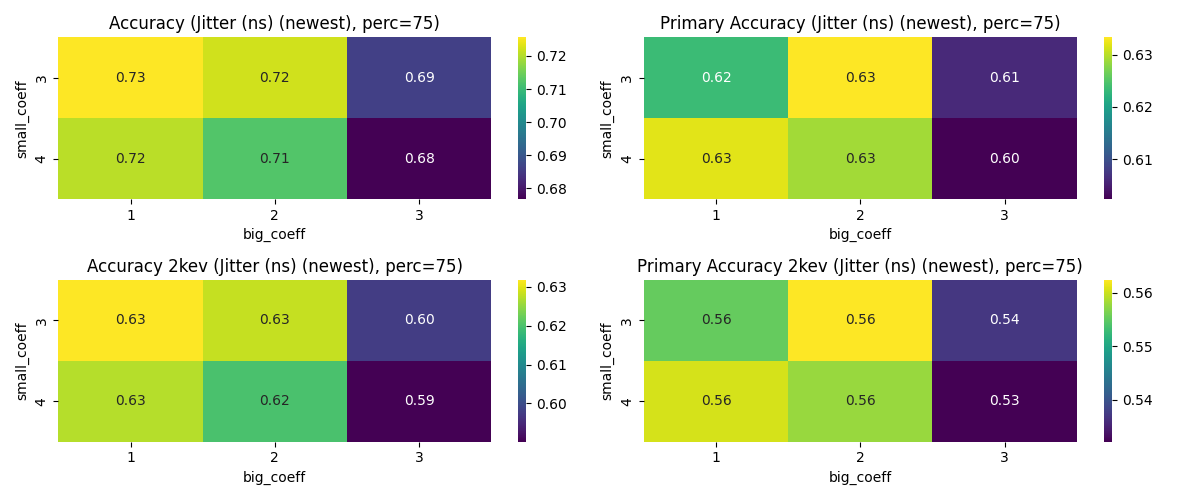 Accuracy (Jitter (ns) (newest), perc=75)
small_coeff
3
4
0.73 0.72 0.69
0.72 0.71 0.68
1 2 3
big_coeff
0.72
0.71
0.70
0.69
0.68
Primary Accuracy (Jitter (ns) (newest), perc=75)
small_coeff
3
4
0.62 0.63 0.61
0.63 0.63 0.60
1 2 3
big_coeff
0.63
0.62
0.61
Accuracy 2kev (Jitter (ns) (newest), perc=75)
small_coeff
3
4
0.63 0.63 0.60
0.63 0.62 0.59
1 2 3
big_coeff
0.63
0.62
0.61
0.60
Primary Accuracy 2kev (Jitter (ns) (newest), perc=75)
small_coeff
3
4
0.56 0.56 0.54
0.56 0.56 0.53
1 2 3
big_coeff
0.56
0.55
0.54